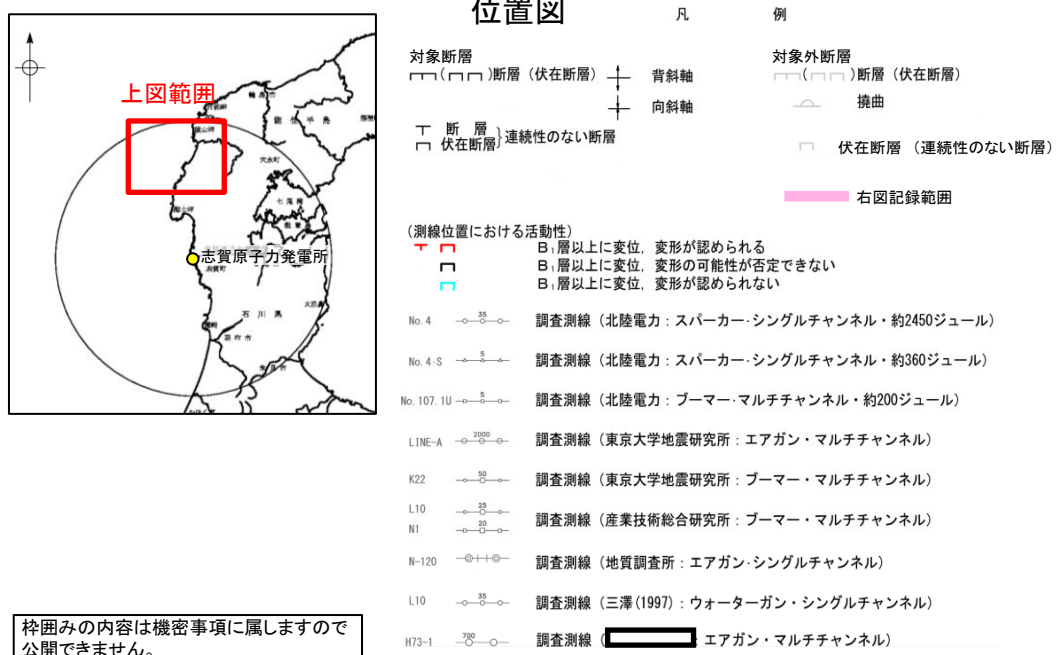 位置図
凡 例
対象断層
( )断層（伏在断層）
背斜軸
向斜軸
断 層
伏在断層
連続性のない断層
対象外断層
( )断層（伏在断層）
撓曲
伏在断層 （連続性のない断層）
右図記録範囲
（測線位置における活動性）
B₁層以上に変位，変形が認められる
B₁層以上に変位，変形の可能性が否定できない
B₁層以上に変位，変形が認められない
No.4 35 調査測線（北陸電力：スパーカー・シングルチャンネル・約2450ジュール）
No.4-S 5 調査測線（北陸電力：スパーカー・シングルチャンネル・約360ジュール）
No.107.1U 5 調査測線（北陸電力：ブーマー・マルチチャンネル・約200ジュール）
LINE-A 2000 調査測線（東京大学地震研究所：エアガン・マルチチャンネル）
K22 50 調査測線（東京大学地震研究所：ブーマー・マルチチャンネル）
L10 25
N1 20
調査測線（産業技術総合研究所：ブーマー・マルチチャンネル）
N-120 調査測線（地質調査所：エアガン・シングルチャンネル）
L10 35 調査測線（三澤(1997)：ウォーターガン・シングルチャンネル）
H73-1 700 調査測線（ ：エアガン・マルチチャンネル）
上図範囲
輪島市
能登半島
穴水町
七尾湾
志賀原子力発電所
志賀町
石川県
羽咋市
氷見市
枠囲みの内容は機密事項に属しますので
公開できません。